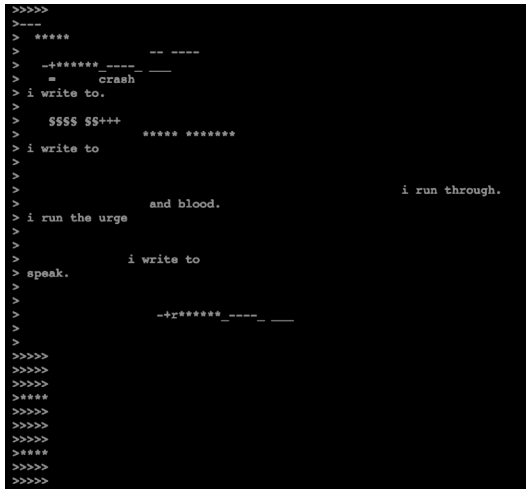 >>>>>
>---
>  *****
>                 -- ----
>   -+******_----_ ___
>    =     crash
> i write to.
>
>    §§§§ §§+++
>                ***** *******
> i write to
>
>
>                                                    i run through.
>                 and blood.
> i run the urge
>
>
>              i write to
> speak.
>
>
>                  -+r******_----_ ___
>
>
>>>>>
>>>>>
>>>>>
>****
>>>>>
>>>>>
>>>>>
>****
>>>>>
>>>>>